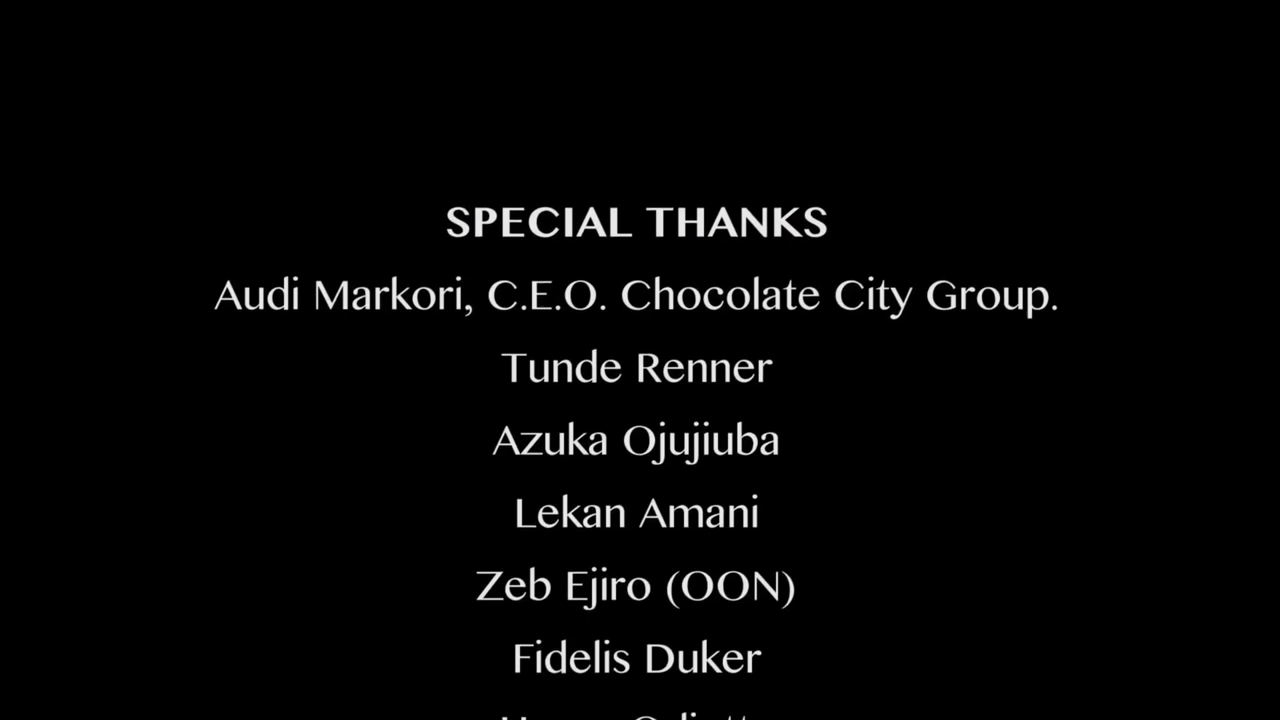 SPECIAL THANKS
Audi Markori, C.E.O. Chocolate City Group.
Tunde Renner
Azuka Ojujiuba
Lekan Amani
Zeb Ejiro (OON)
Fidelis Duker